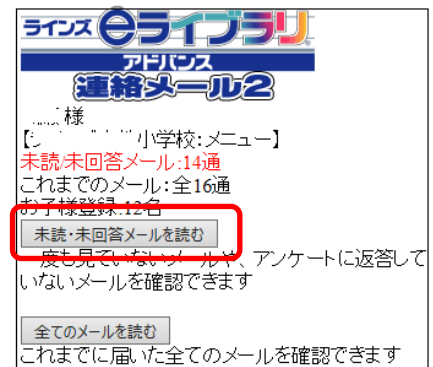 ラインズ eライブラリ
アドバンス
連絡メール2
様
小学校:メニュー】
未読/未回答メール:14通
これまでのメール:全16通
お子様登録:12名
未読・未回答メールを読む
一度も見ていないメールや、アンケートに返答して
いないメールを確認できます
全てのメールを読む
これまでに届いた全てのメールを確認できます